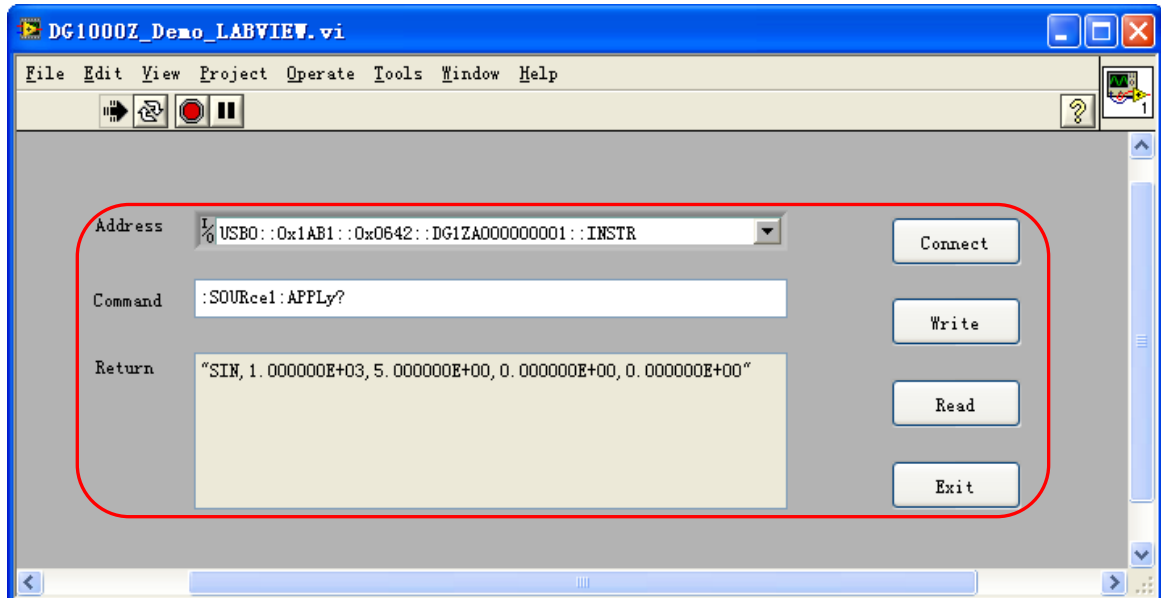 DG1000Z_Demo_LABVIEW.vi
File Edit View Project Operate Tools Window Help
?
1
Address
I/O USB0::0x1AB1::0x0642::DG1ZA000000001::INSTR
Connect
Command
:SOURce1:APPLy?
Write
Return
"SIN,1.000000E+03,5.000000E+00,0.000000E+00,0.000000E+00"
Read
Exit